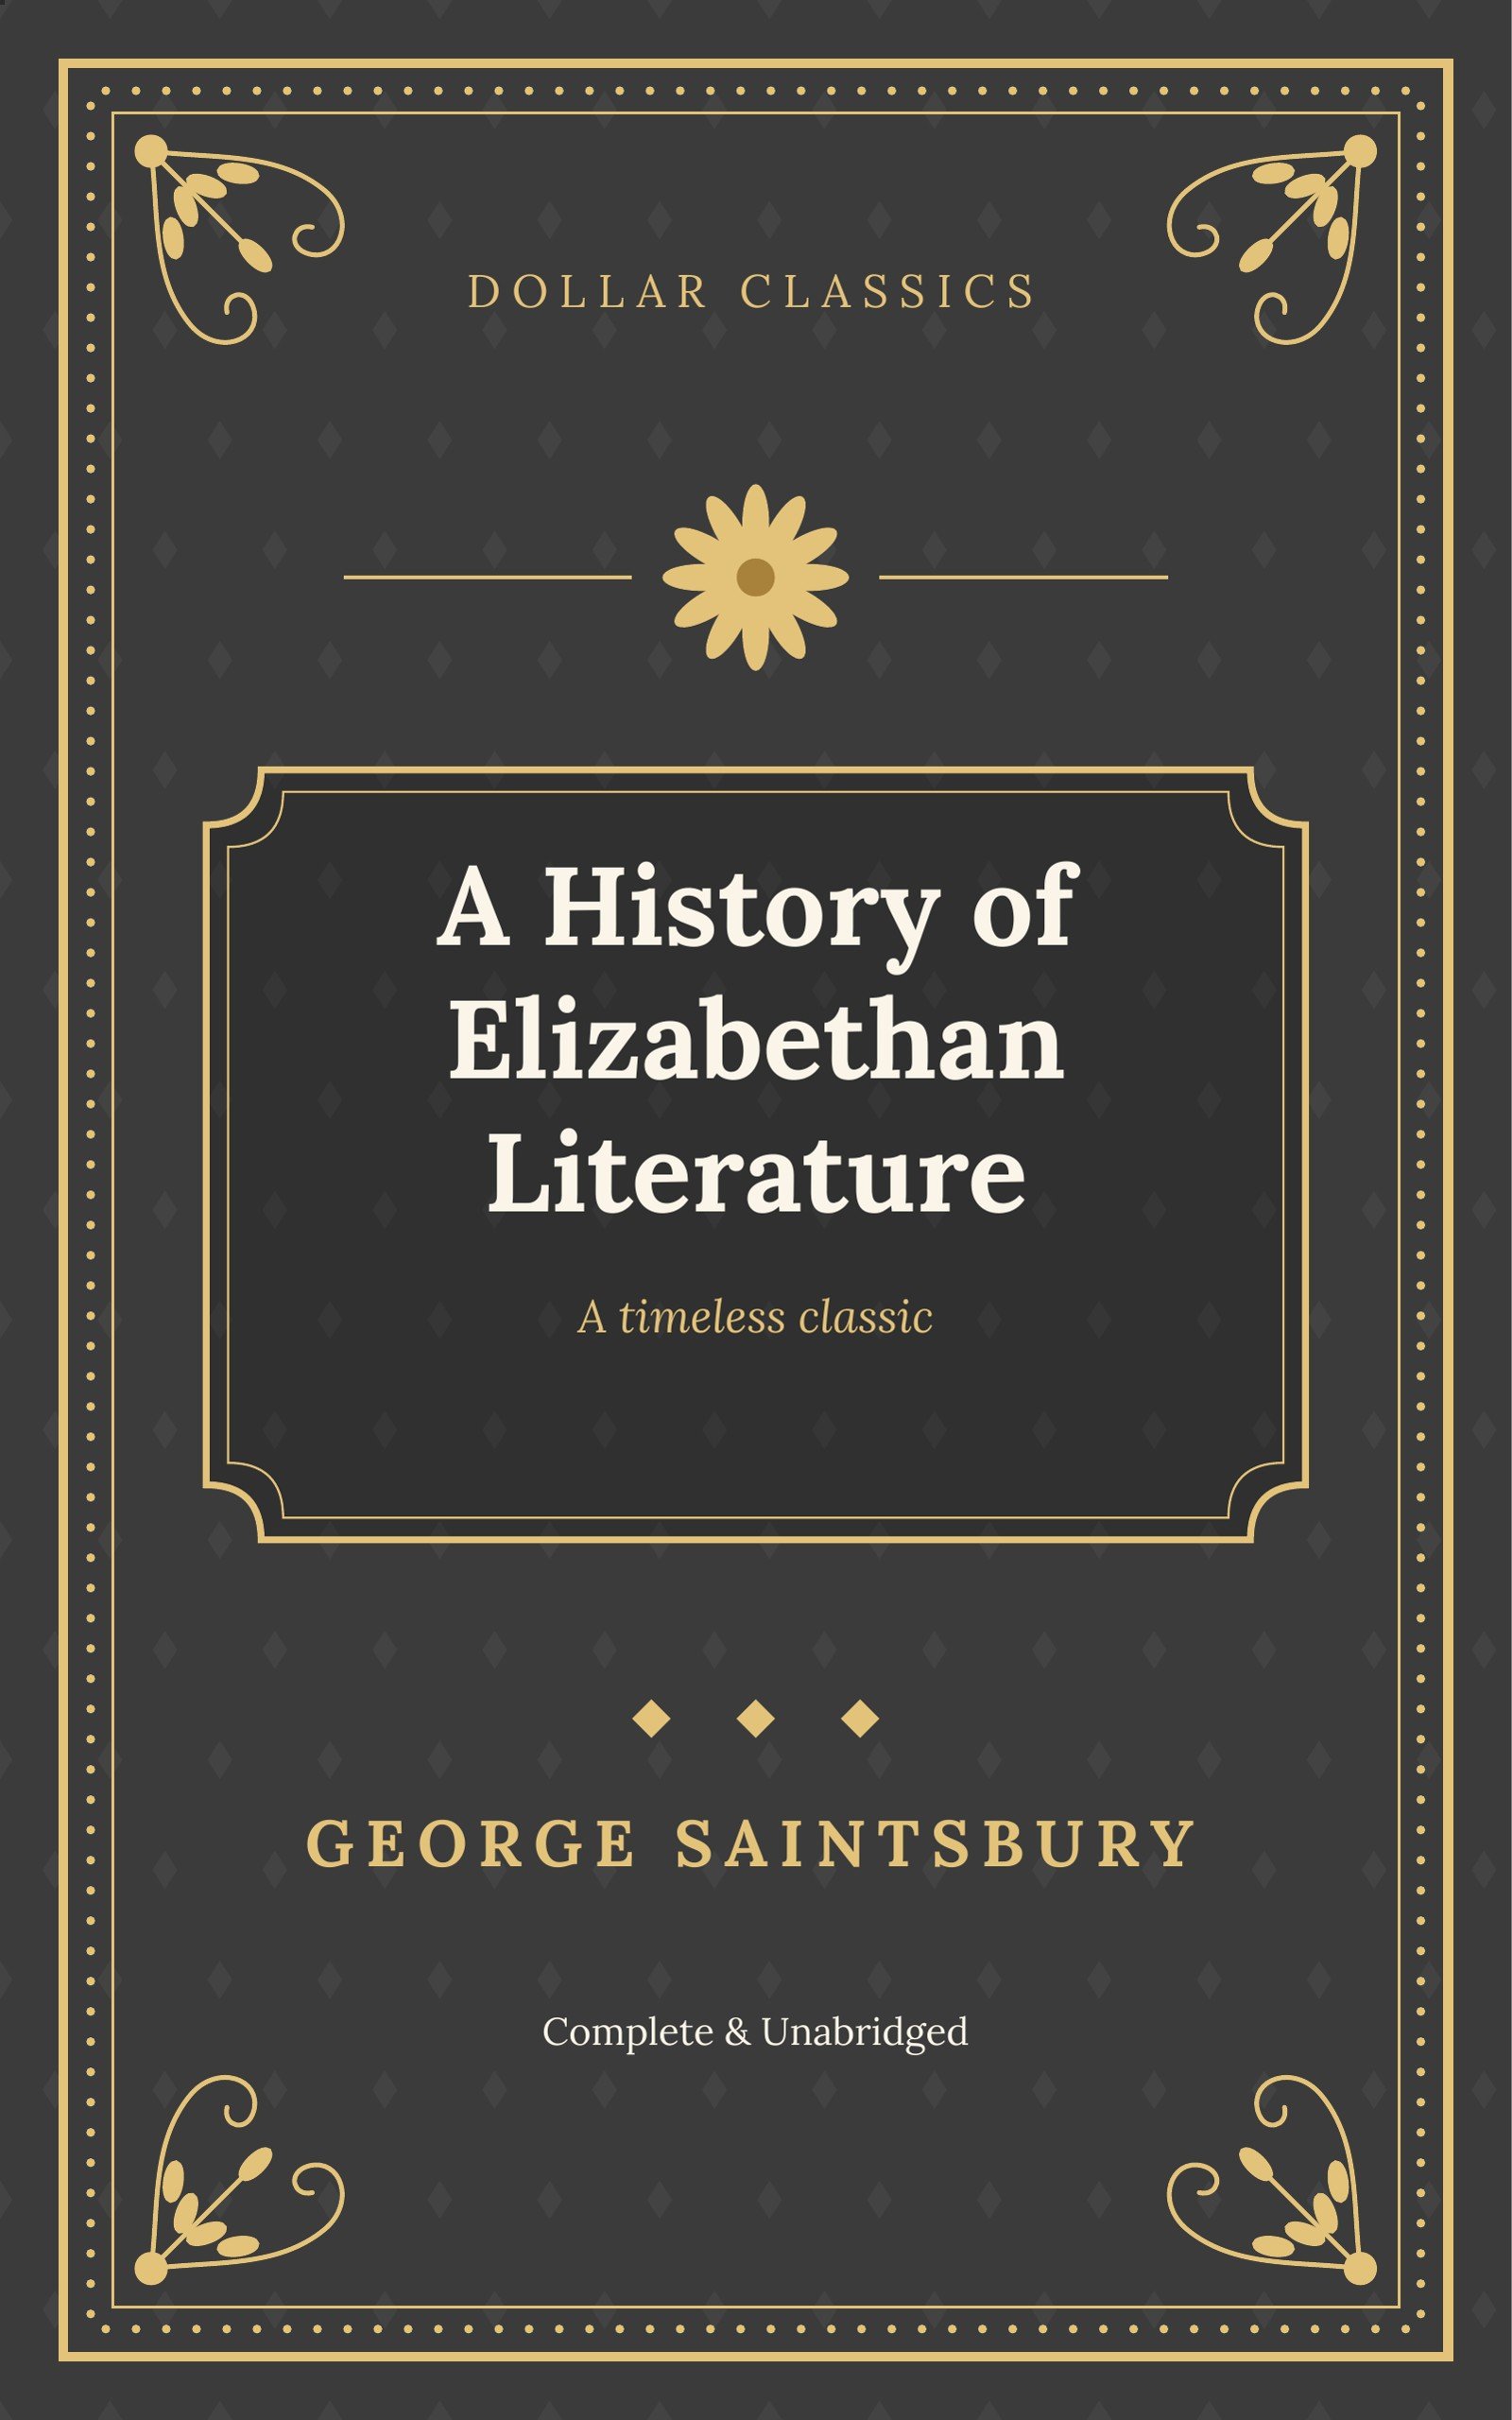 DOLLAR CLASSICS
A History of
Elizabethan
Literature
A timeless classic
GEORGE SAINTSBURY
Complete & Unabridged